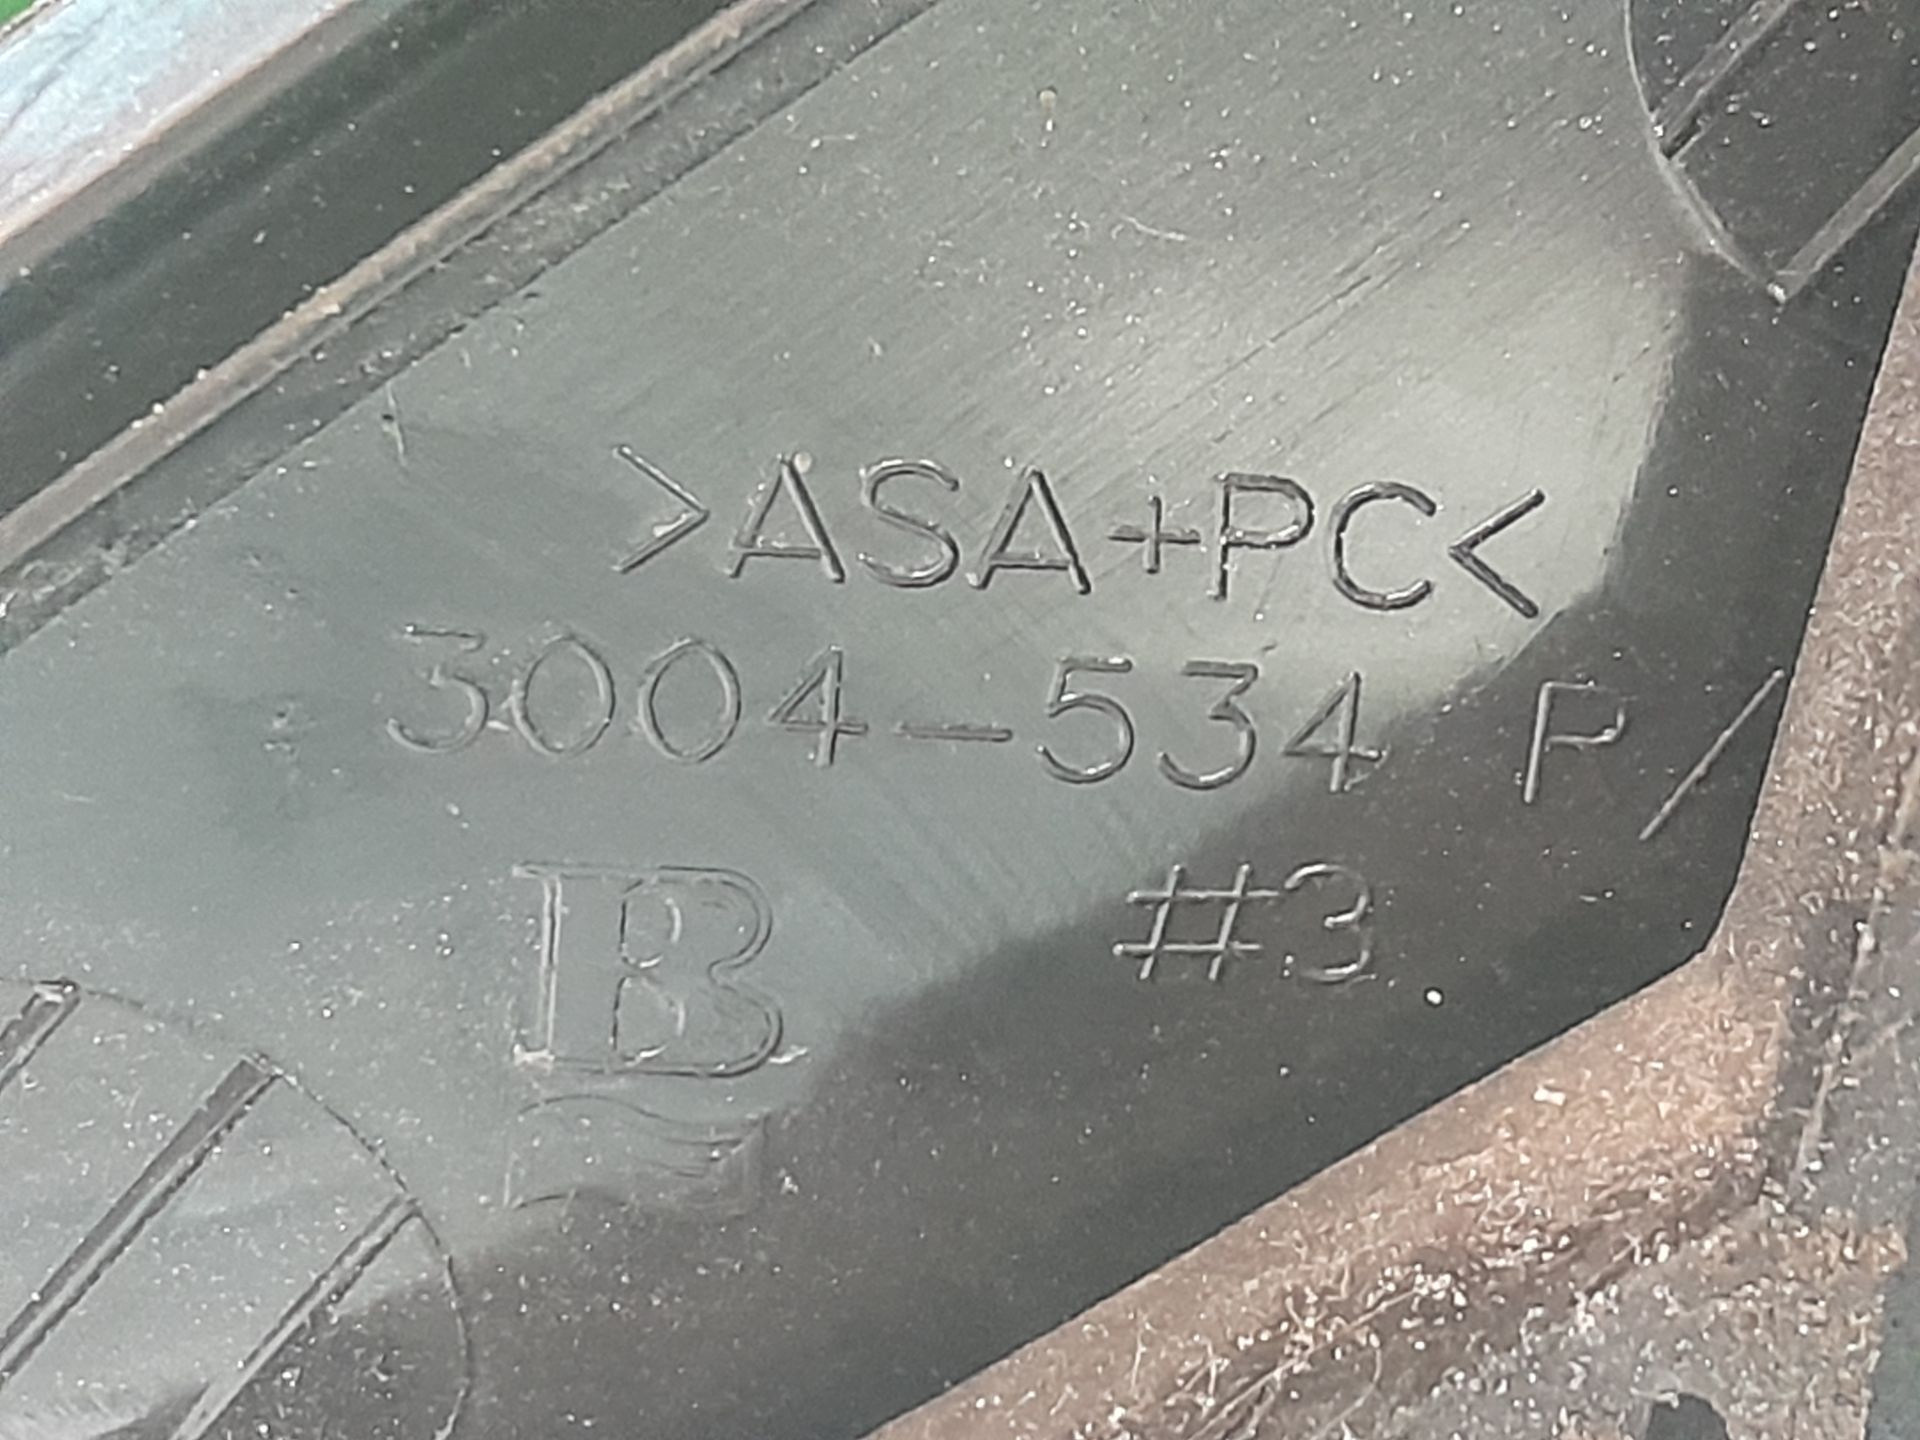 >ASA+PC<
3004-534 P/
B #3